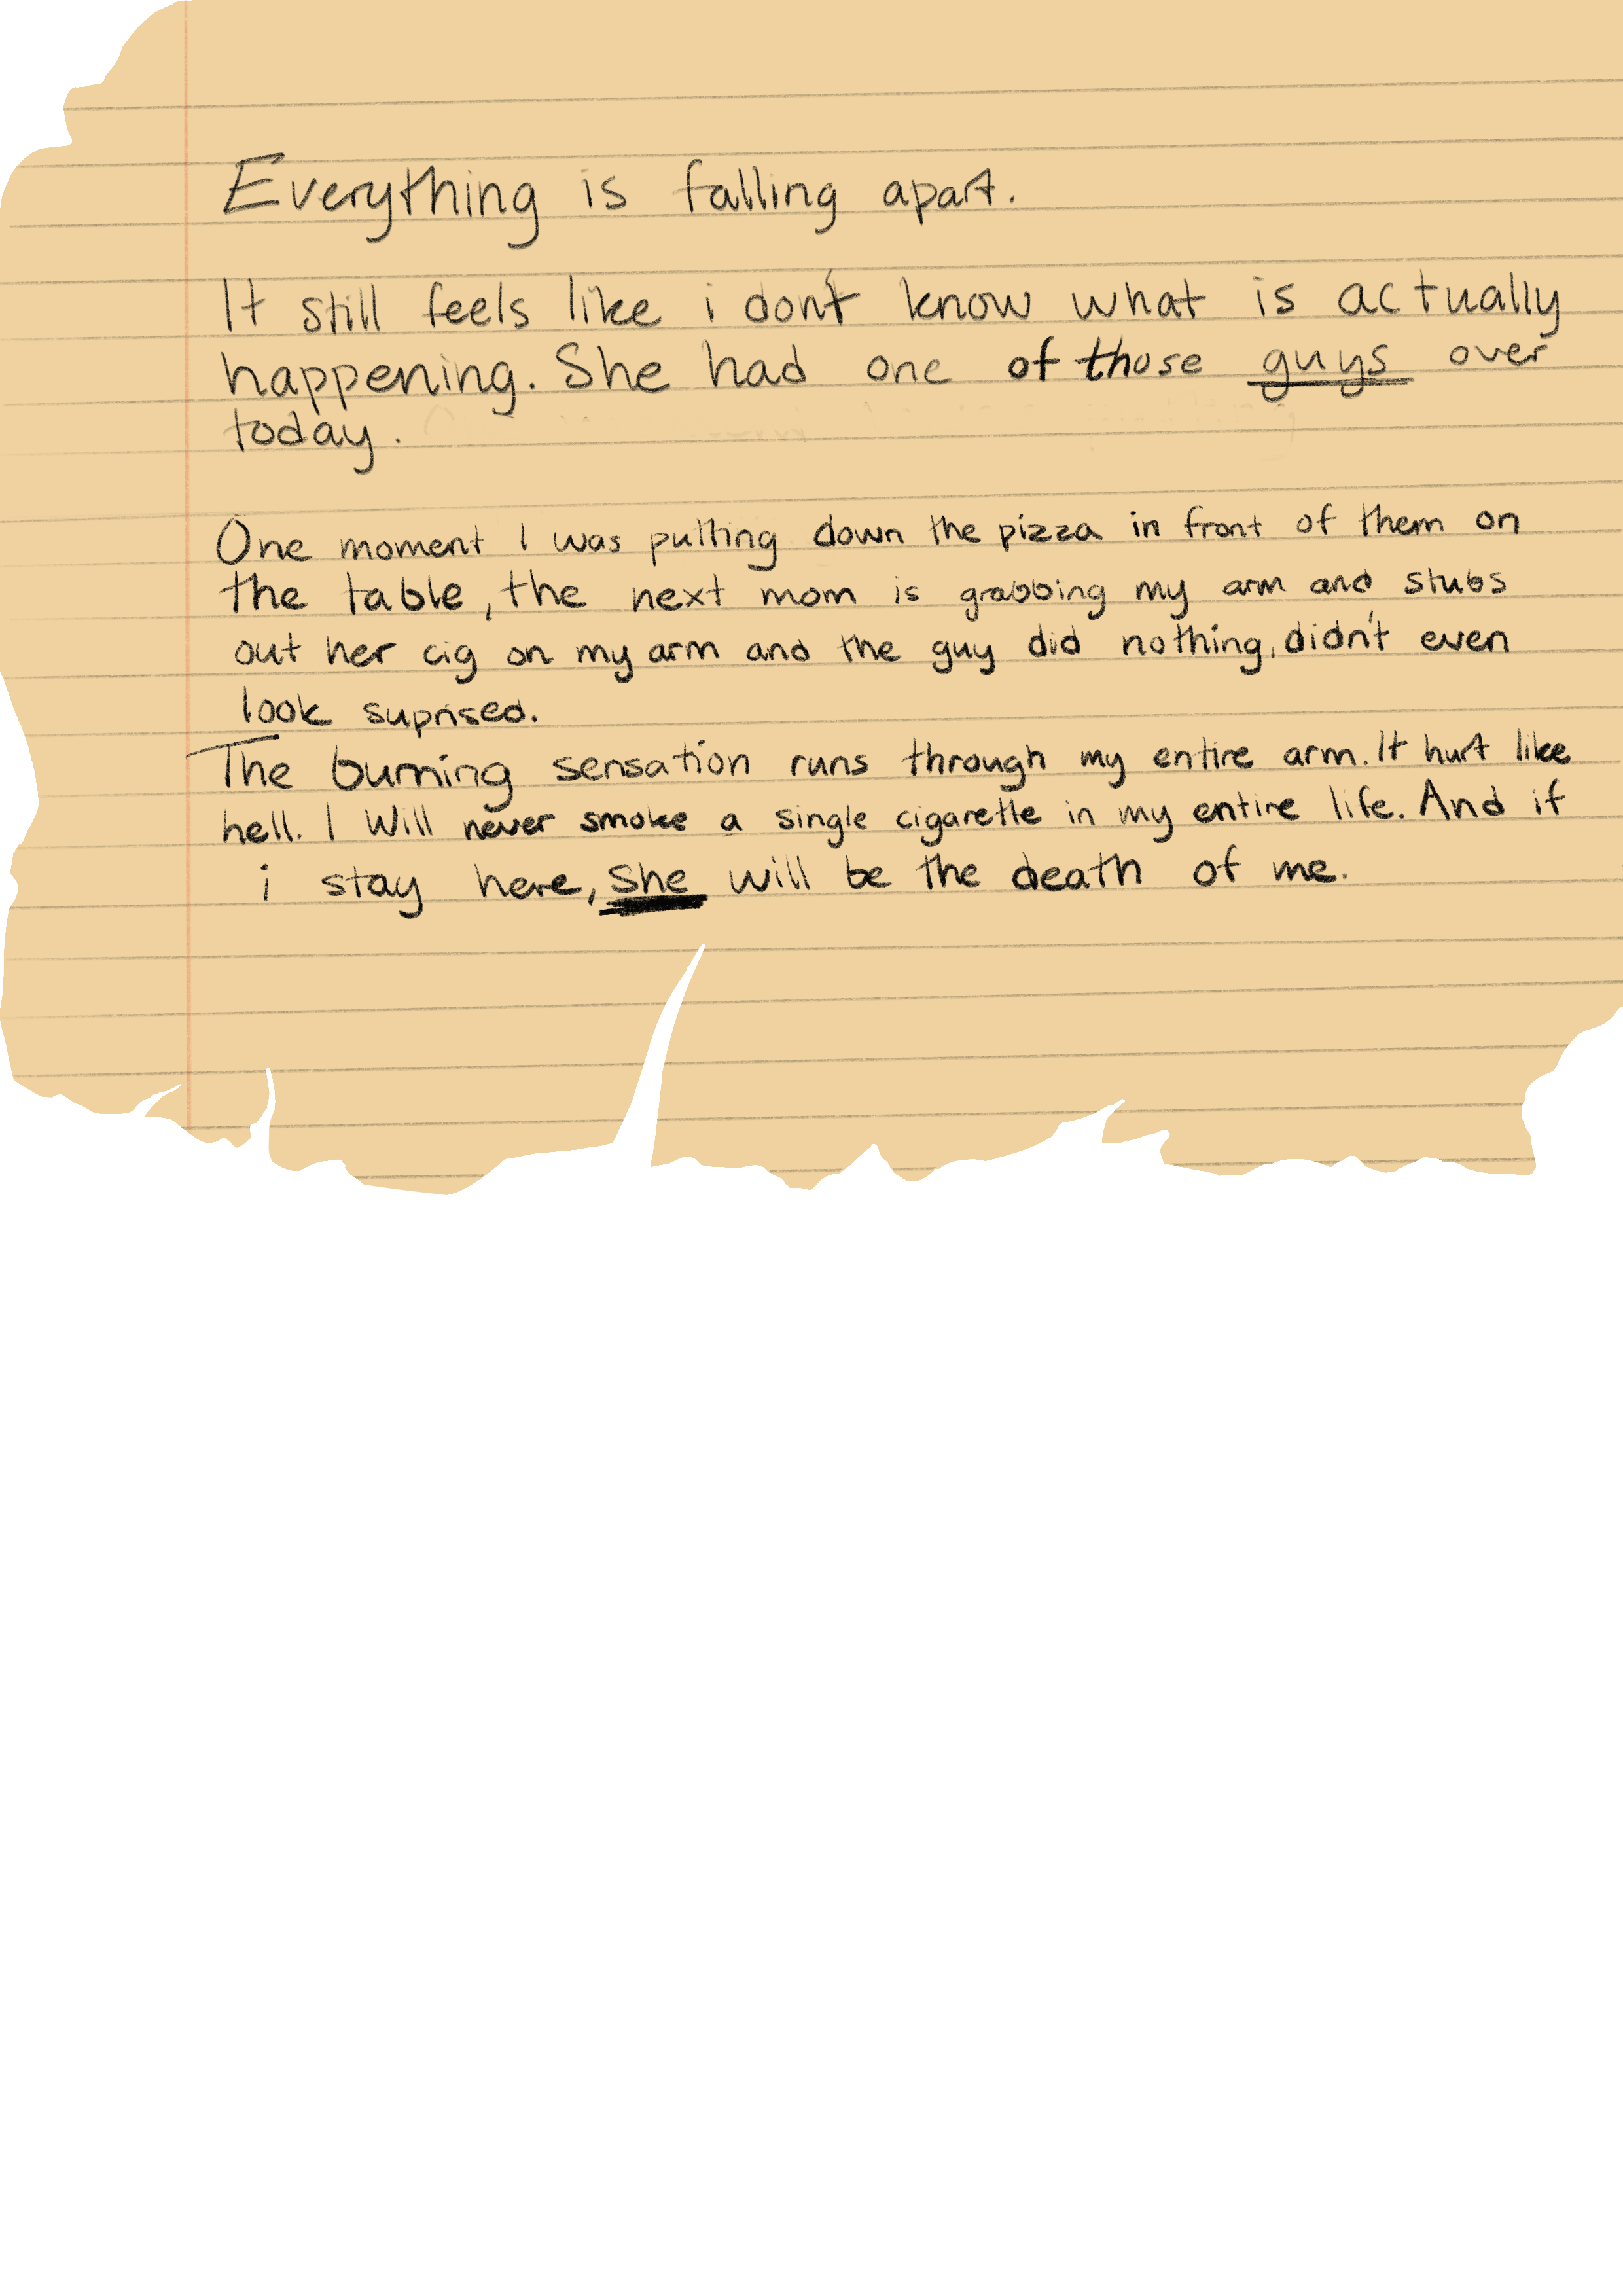 Everything is falling apart.
It still feels like i don't know what is actually
happening. She had one of those guys over
today.
One moment I was putting down the pizza in front of them on
the table, the next mom is grabbing my arm and stubs
out her cig on my arm and the guy did nothing, didn't even
look suprised.
The burning sensation runs through my entire arm. It hurt like
hell. I Will never smoke a single cigarette in my entire life. And if
i stay here, she will be the death of me.